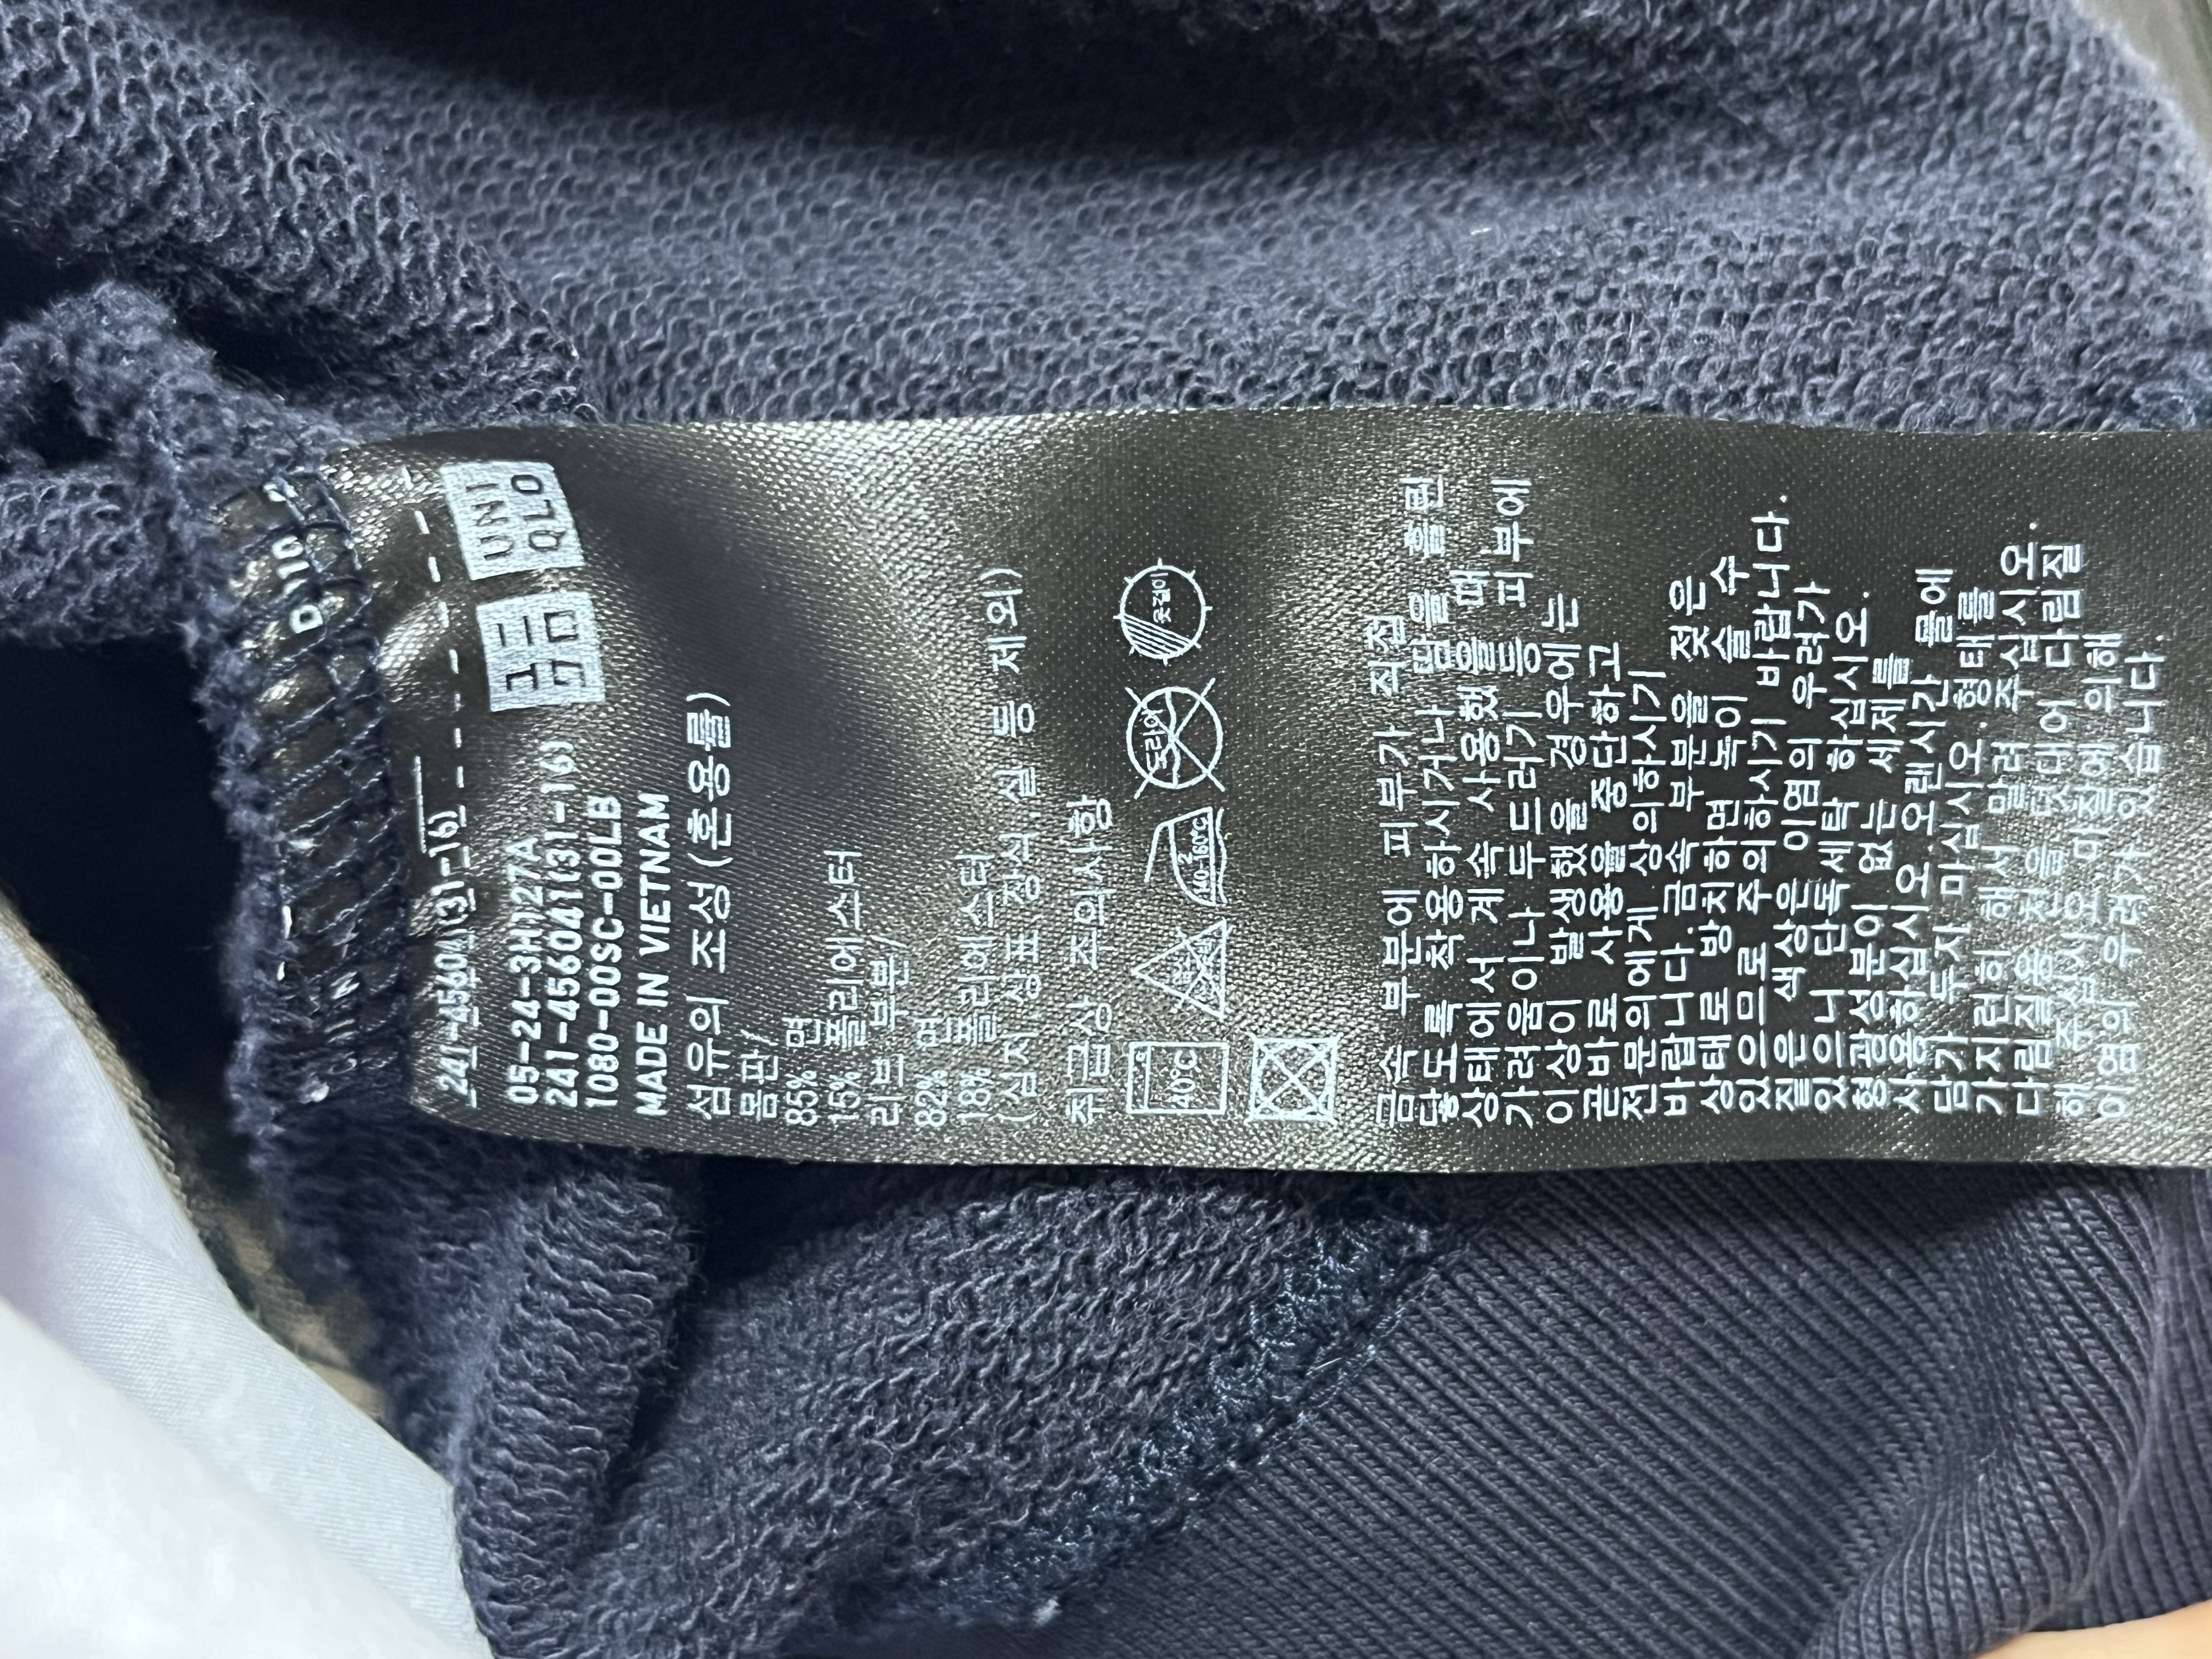 241-456041(31-16)
05-24-3H127A
241-456041(31-16)
1080-00SC-00LB
ユニ
クロ
UNI
QLO
MADE IN VIETNAM
섬유의 조성(혼용률)
몸판/
85% 면
15% 폴리에스터
리브 부분/
82% 면
18% 폴리에스터
(심지,상표,장식,실 등 제외)
취급상 주의사항
40°C
2
140-160°C
드라이
옷걸이
금속 부분에 피부가 직접
닿도록 착용하시거나 땀을 흘린
상태에서 계속 사용했을 때,
가려움이나 두드러기 등 피부에
이상이 발생했을 경우에는
곧바로 사용을 중단하고
전문의에게 상의하시기
바랍니다.금속 부분을 젖은
상태로 방치하면 녹이 슬 수
있으므로 주의하시기 바랍니다.
짙은 색상은 이염의 우려가
있으니 단독세탁 하십시오.
형광성분이 없는 세제를
사용하십시오.오랜시간 물에
담가 두지 마십시오.형태를
가지런히 해서 말려 주십시오.
다림질용 천을 덧대어 다림질
해 주십시오.마찰에 의해
이염의 우려가 있습니다.